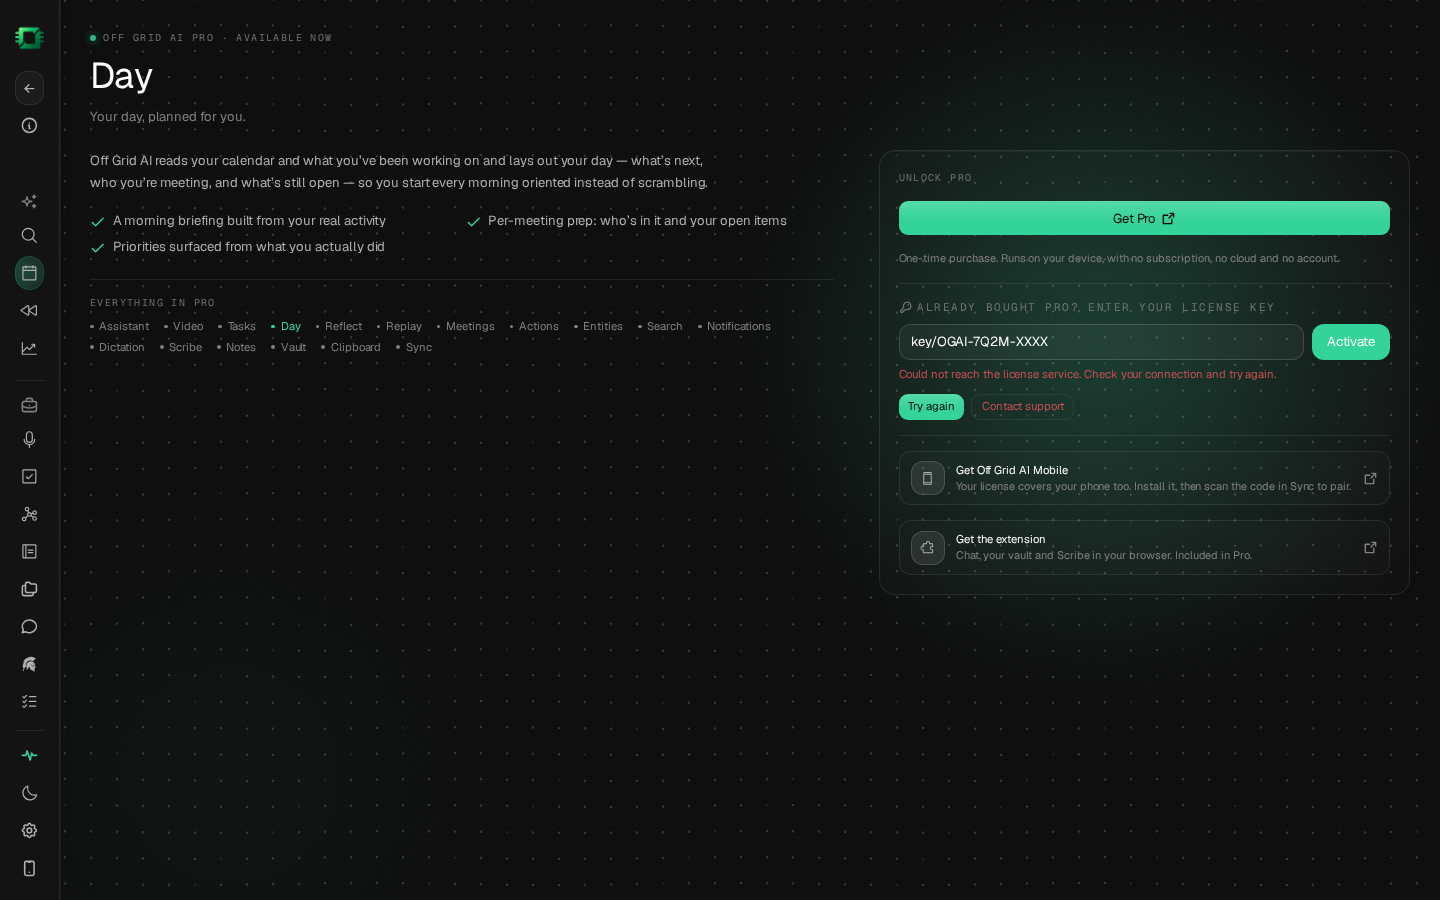 OFF GRID AI PRO · AVAILABLE NOW
Day
Your day, planned for you.
Off Grid AI reads your calendar and what you've been working on and lays out your day — what's next,
who you're meeting, and what's still open — so you start every morning oriented instead of scrambling.
A morning briefing built from your real activity
Per-meeting prep: who's in it and your open items
Priorities surfaced from what you actually did
EVERYTHING IN PRO
Assistant Video Tasks Day Reflect Replay Meetings Actions Entities Search Notifications
Dictation Scribe Notes Vault Clipboard Sync
UNLOCK PRO
Get Pro
One-time purchase. Runs on your device, with no subscription, no cloud and no account.
ALREADY BOUGHT PRO? ENTER YOUR LICENSE KEY
key/OGAI-7Q2M-XXXX
Activate
Could not reach the license service. Check your connection and try again.
Try again
Contact support
Get Off Grid AI Mobile
Your license covers your phone too. Install it, then scan the code in Sync to pair.
Get the extension
Chat, your vault and Scribe in your browser. Included in Pro.